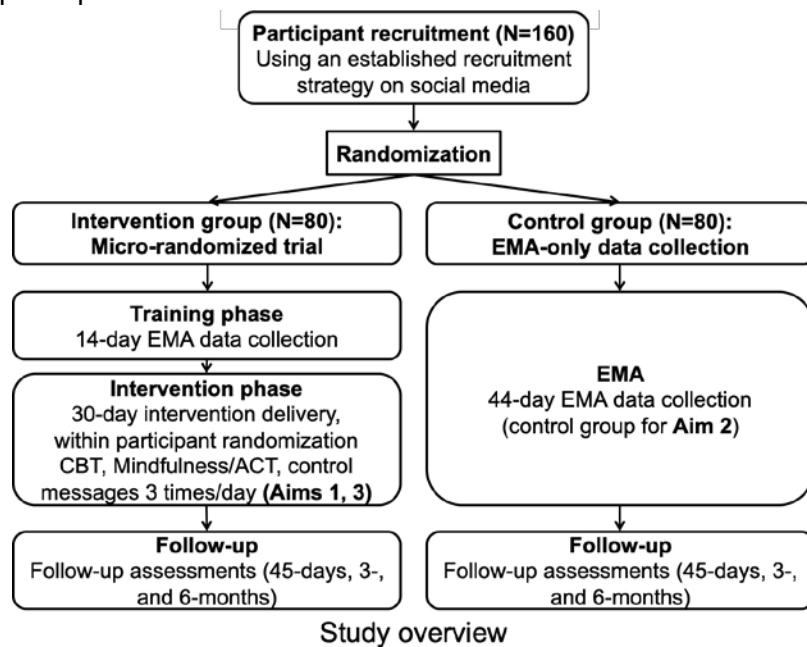 Participant recruitment (N=160)
Using an established recruitment
strategy on social media
Randomization
Intervention group (N=80):
Micro-randomized trial
Control group (N=80):
EMA-only data collection
Training phase
14-day EMA data collection
Intervention phase
30-day intervention delivery,
within participant randomization
CBT, Mindfulness/ACT, control
messages 3 times/day (Aims 1, 3)
EMA
44-day EMA data collection
(control group for Aim 2)
Follow-up
Follow-up assessments (45-days, 3-,
and 6-months)
Follow-up
Follow-up assessments (45-days, 3-,
and 6-months)
Study overview